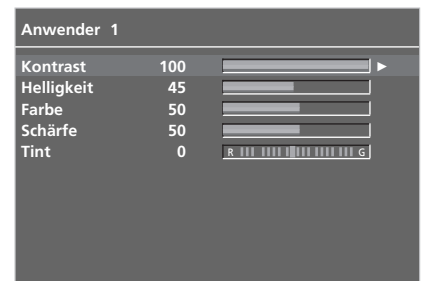 Anwender 1
Kontrast 100
Helligkeit 45
Farbe 50
Schärfe 50
Tint 0 R G